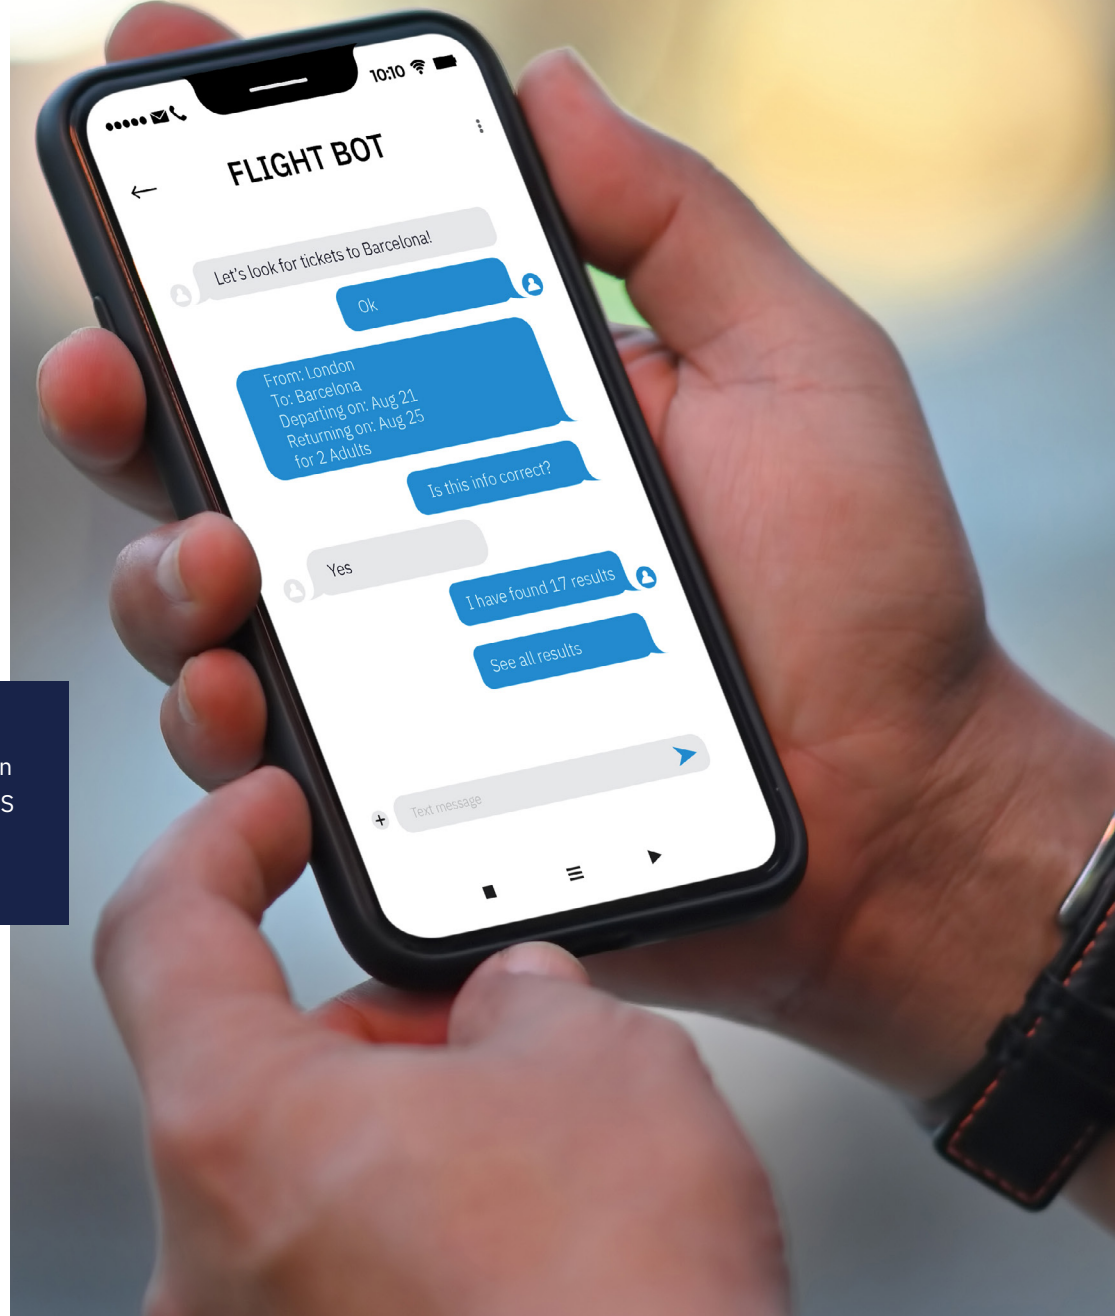 10:10
FLIGHT BOT
Let's look for tickets to Barcelona!
Ok
From: London
To: Barcelona
Departing on: Aug 21
Returning on: Aug 25
for 2 Adults
Is this info correct?
Yes
I have found 17 results
See all results
Text message
n
S